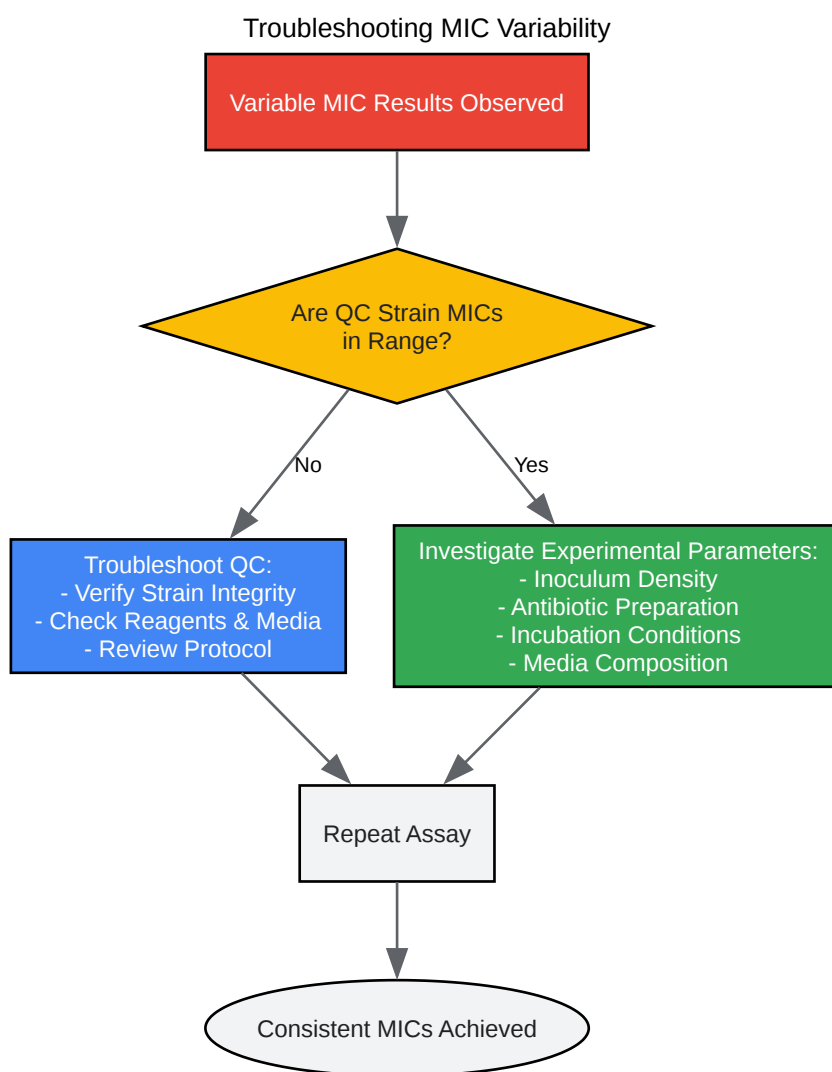 Troubleshooting MIC Variability
Variable MIC Results Observed
Are QC Strain MICs
in Range?
No
Yes
Troubleshoot QC:
- Verify Strain Integrity
- Check Reagents & Media
- Review Protocol
Investigate Experimental Parameters:
- Inoculum Density
- Antibiotic Preparation
- Incubation Conditions
- Media Composition
Repeat Assay
Consistent MICs Achieved